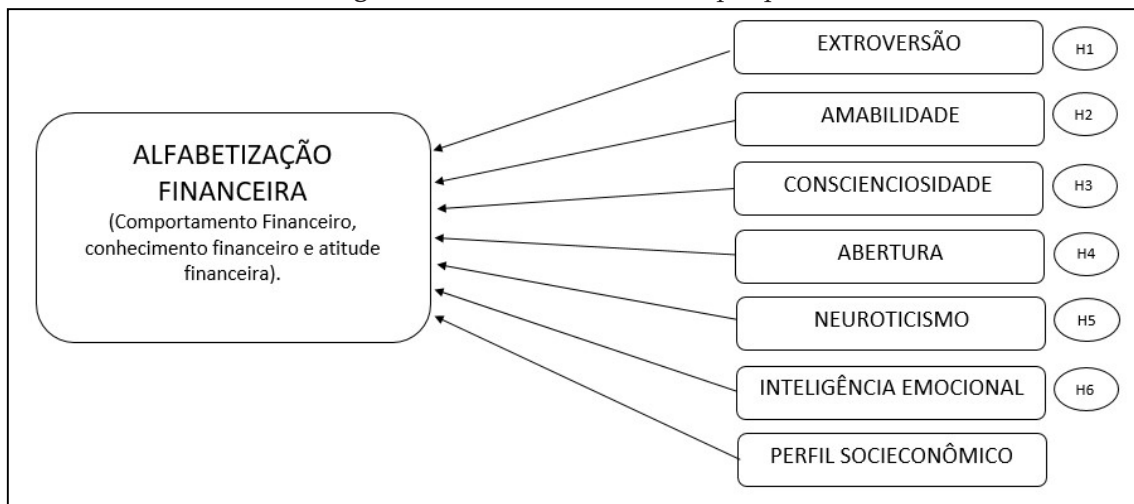 EXTROVERSÃO
H1
AMABILIDADE
H2
ALFABETIZAÇÃO
FINANCEIRA
(Comportamento Financeiro,
conhecimento financeiro e atitude
financeira).
CONSCIENCIOSIDADE
H3
ABERTURA
H4
NEUROTICISMO
H5
INTELIGÊNCIA EMOCIONAL
H6
PERFIL SOCIECONÔMICO